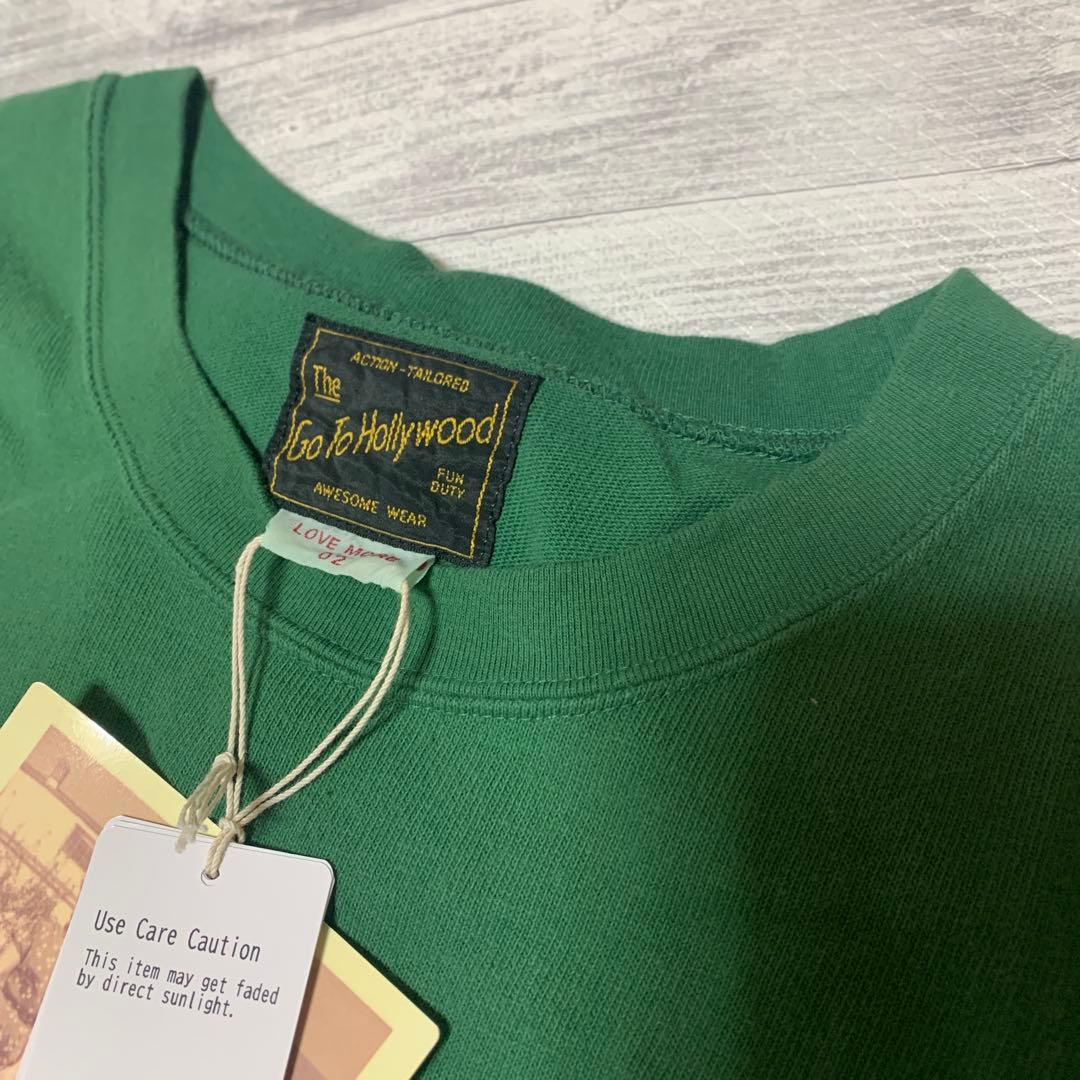 ACTION-TAILORED
The
Go To Hollywood
FUN
DUTY
AWESOME WEAR
LOVE MORE
02
Use Care Caution
This item may get faded
by direct sunlight.